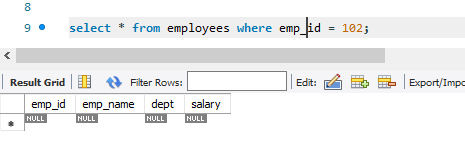 8
9 select * from employees where emp_id = 102;
Result Grid Filter Rows: Edit: Export/Impo
emp_id emp_name dept salary
* NULL NULL NULL NULL